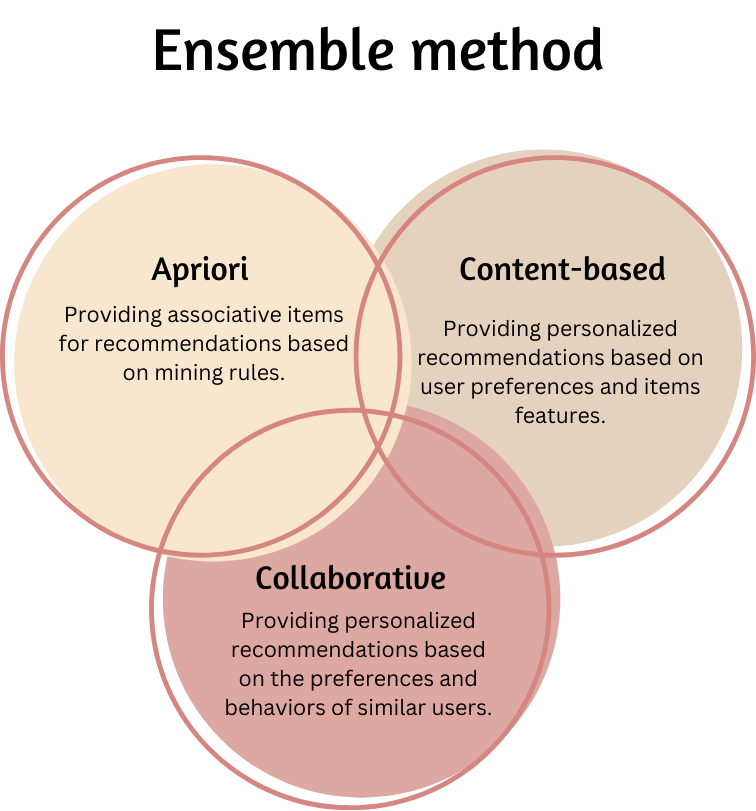 Ensemble method
Apriori
Providing associative items
for recommendations based
on mining rules.
Content-based
Providing personalized
recommendations based on
user preferences and items
features.
Collaborative
Providing personalized
recommendations based
on the preferences and
behaviors of similar users.